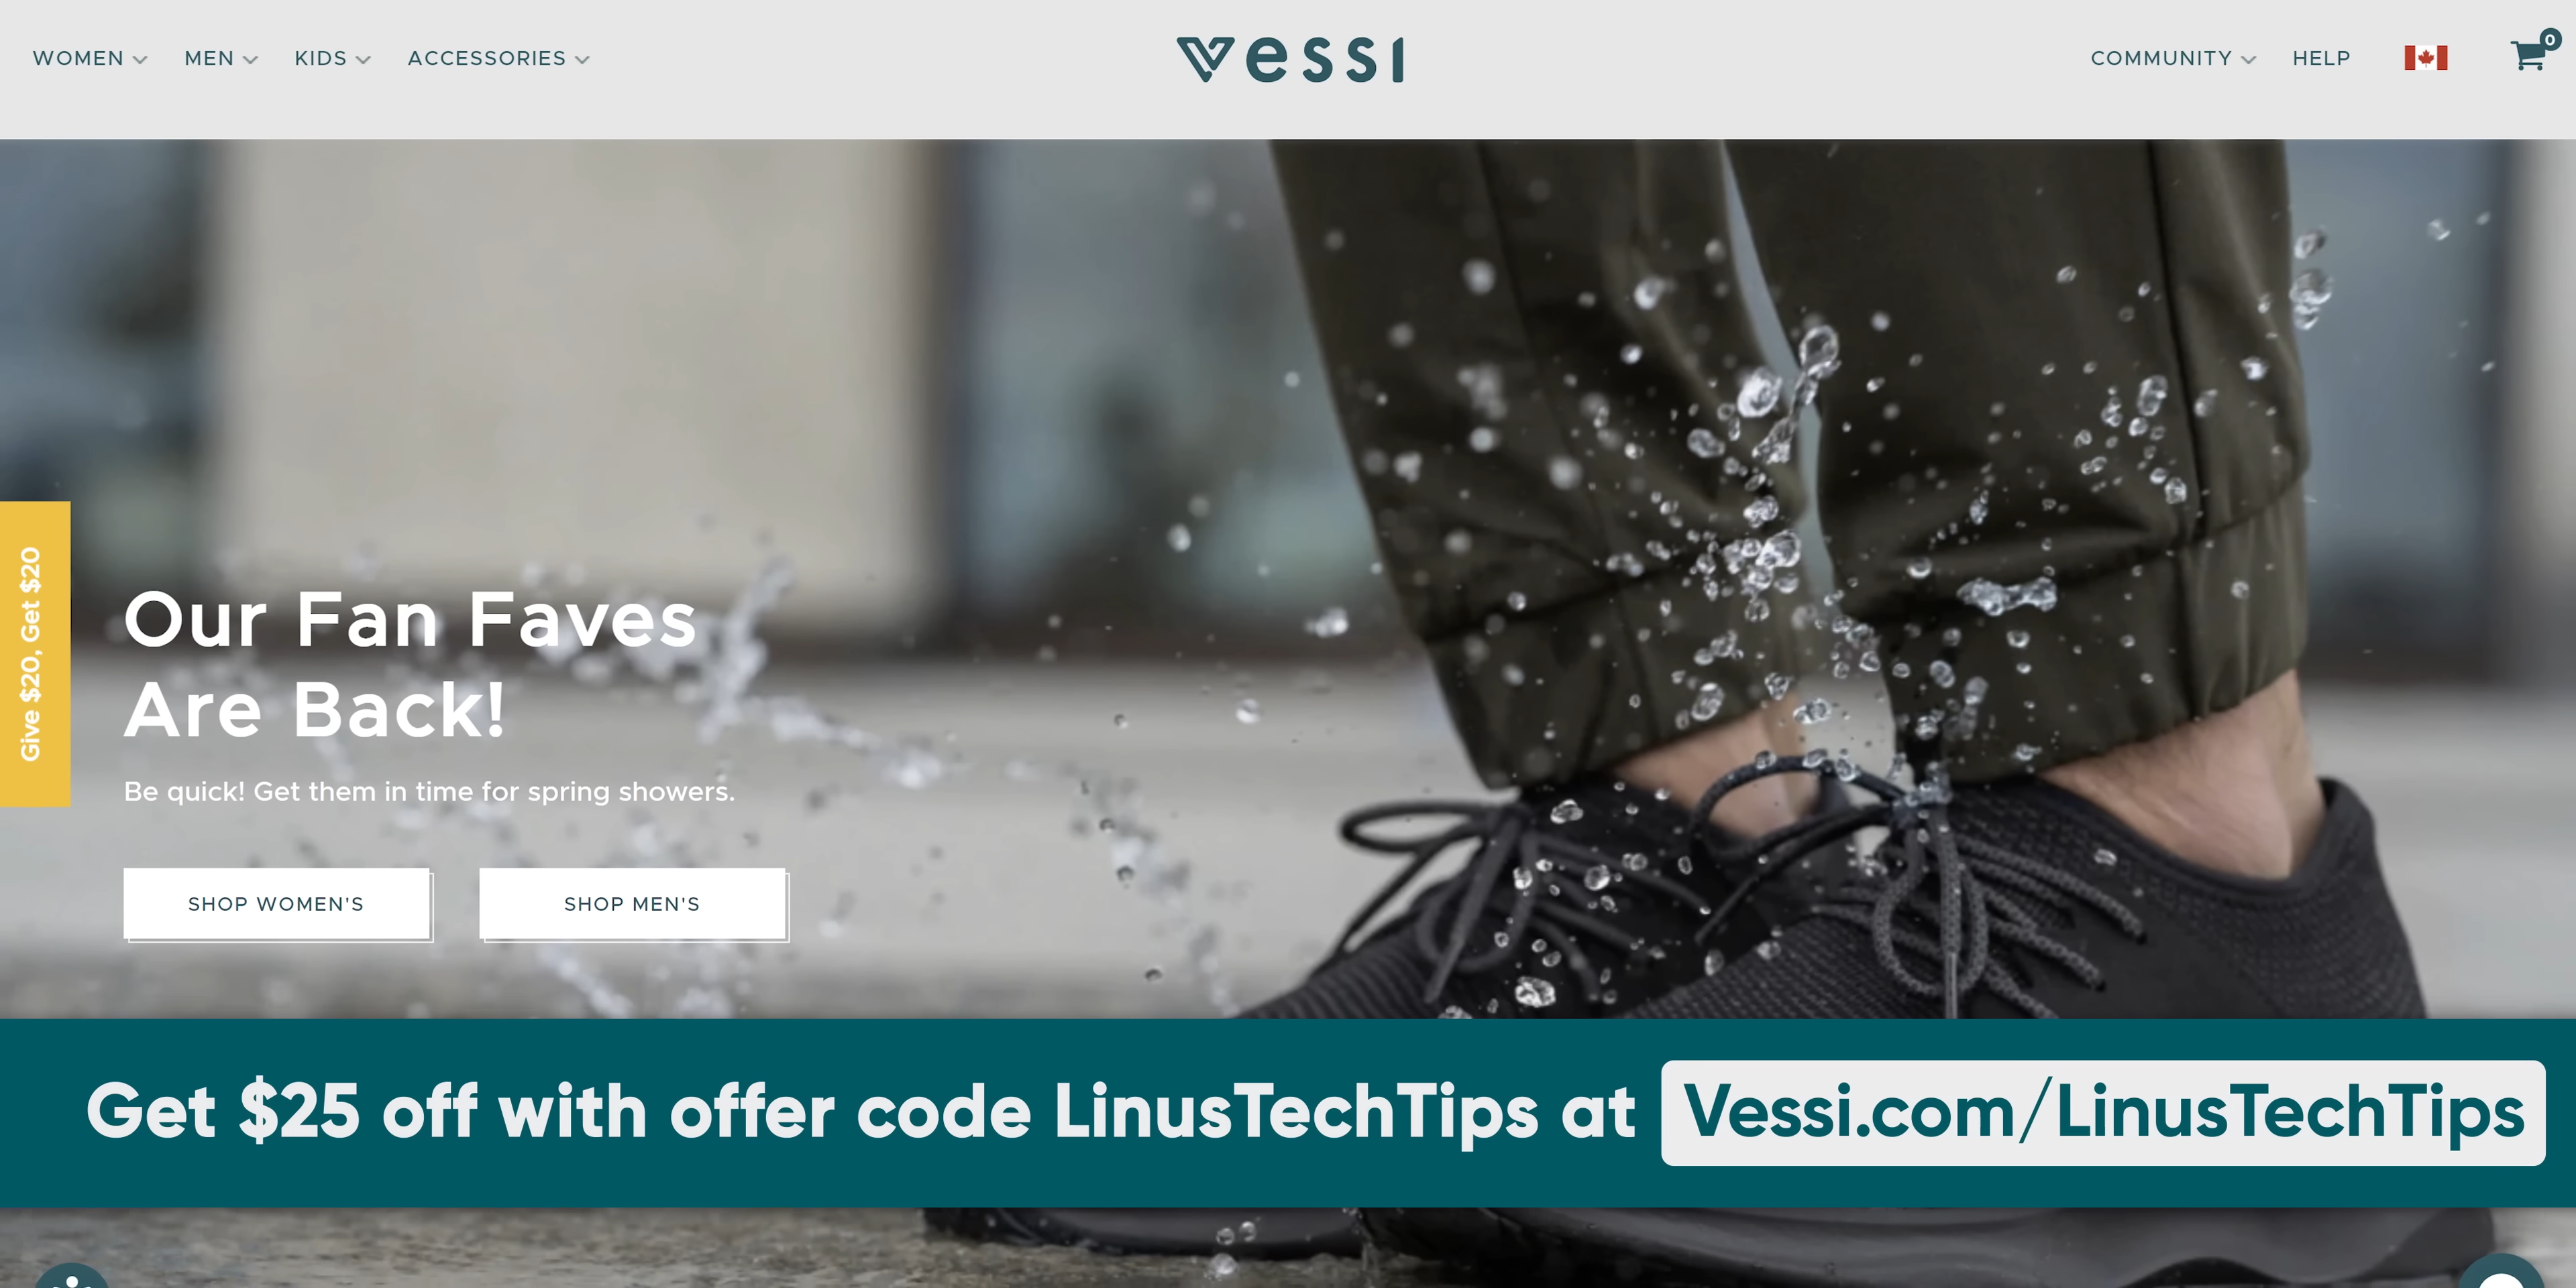 WOMEN MEN KIDS ACCESSORIES vessi COMMUNITY HELP 0
Give $20, Get $20
Our Fan Faves
Are Back!
Be quick! Get them in time for spring showers.
SHOP WOMEN'S SHOP MEN'S
Get $25 off with offer code LinusTechTips at Vessi.com/LinusTechTips